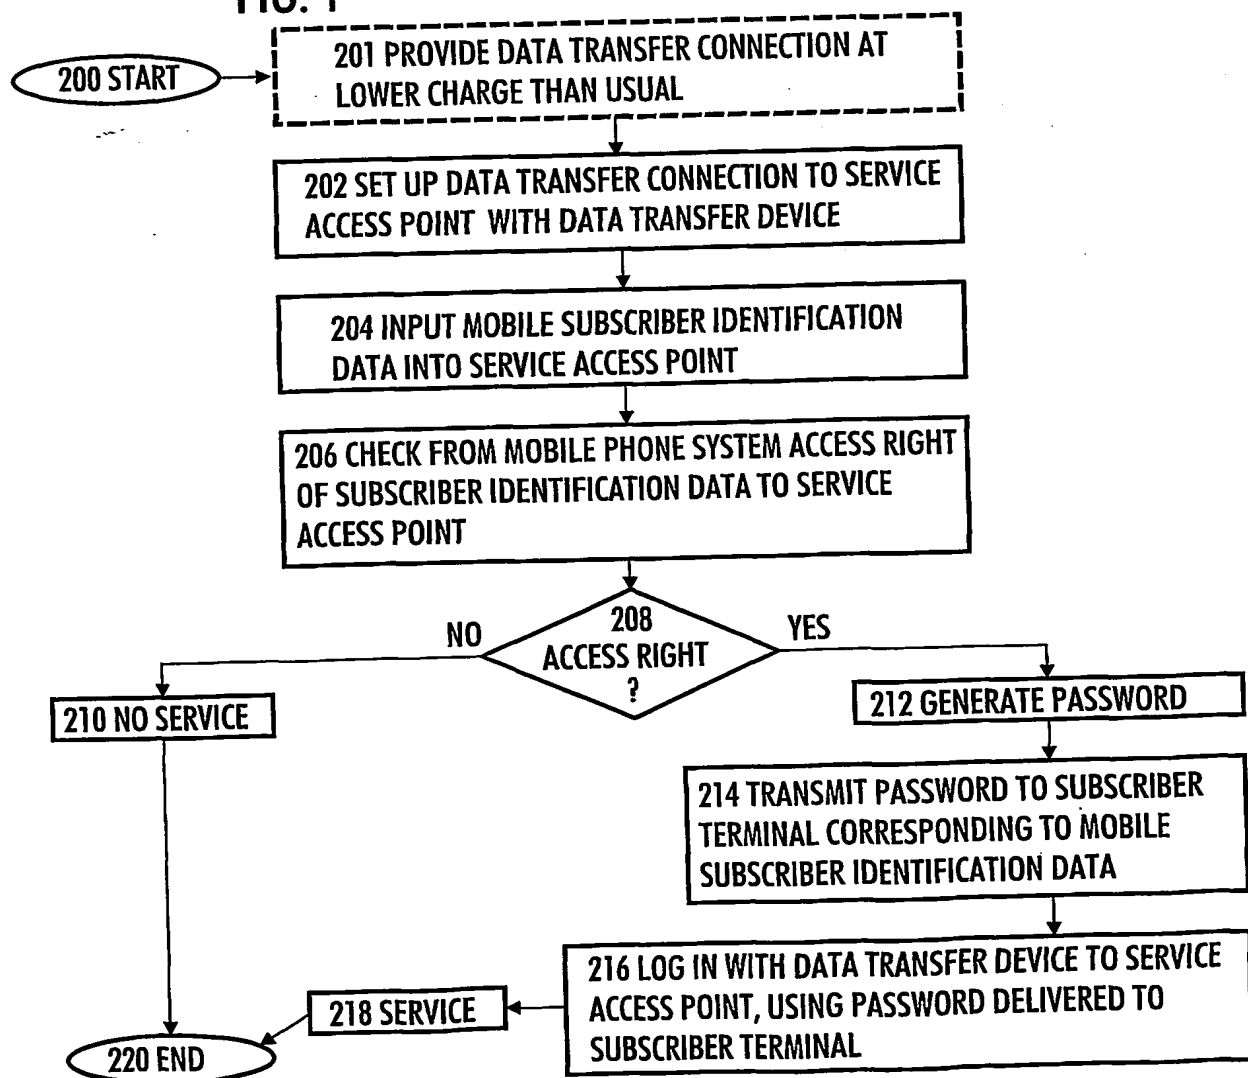 FIG. 1
201 PROVIDE DATA TRANSFER CONNECTION AT
LOWER CHARGE THAN USUAL
200 START
202 SET UP DATA TRANSFER CONNECTION TO SERVICE
ACCESS POINT WITH DATA TRANSFER DEVICE
204 INPUT MOBILE SUBSCRIBER IDENTIFICATION
DATA INTO SERVICE ACCESS POINT
206 CHECK FROM MOBILE PHONE SYSTEM ACCESS RIGHT
OF SUBSCRIBER IDENTIFICATION DATA TO SERVICE
ACCESS POINT
208
ACCESS RIGHT
?
NO
YES
210 NO SERVICE
212 GENERATE PASSWORD
214 TRANSMIT PASSWORD TO SUBSCRIBER
TERMINAL CORRESPONDING TO MOBILE
SUBSCRIBER IDENTIFICATION DATA
216 LOG IN WITH DATA TRANSFER DEVICE TO SERVICE
ACCESS POINT, USING PASSWORD DELIVERED TO
SUBSCRIBER TERMINAL
218 SERVICE
220 END